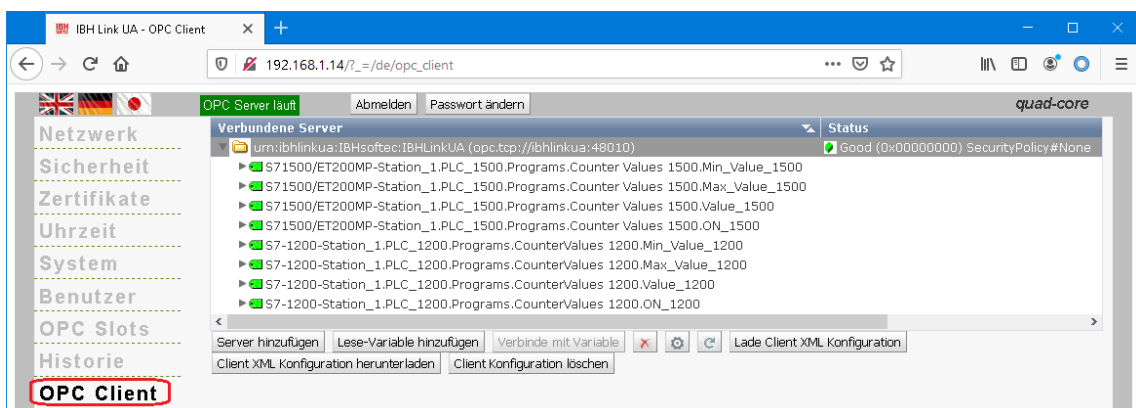 IBH Link UA - OPC Client
192.168.1.14/?_=/de/opc_client
OPC Server läuft Abmelden Passwort ändern quad-core
Netzwerk
Sicherheit
Zertifikate
Uhrzeit
System
Benutzer
OPC Slots
Historie
OPC Client
Verbundene Server Status
urn:ibhlinkua:IBHsoftec:IBHLinkUA (opc.tcp://ibhlinkua:48010) Good (0x00000000) SecurityPolicy#None
S71500/ET200MP-Station_1.PLC_1500.Programs.Counter Values 1500.Min_Value_1500
S71500/ET200MP-Station_1.PLC_1500.Programs.Counter Values 1500.Max_Value_1500
S71500/ET200MP-Station_1.PLC_1500.Programs.Counter Values 1500.Value_1500
S71500/ET200MP-Station_1.PLC_1500.Programs.Counter Values 1500.ON_1500
S7-1200-Station_1.PLC_1200.Programs.CounterValues 1200.Min_Value_1200
S7-1200-Station_1.PLC_1200.Programs.CounterValues 1200.Max_Value_1200
S7-1200-Station_1.PLC_1200.Programs.CounterValues 1200.Value_1200
S7-1200-Station_1.PLC_1200.Programs.CounterValues 1200.ON_1200
Server hinzufügen Lese-Variable hinzufügen Verbinde mit Variable Lade Client XML Konfiguration
Client XML Konfiguration herunterladen Client Konfiguration löschen